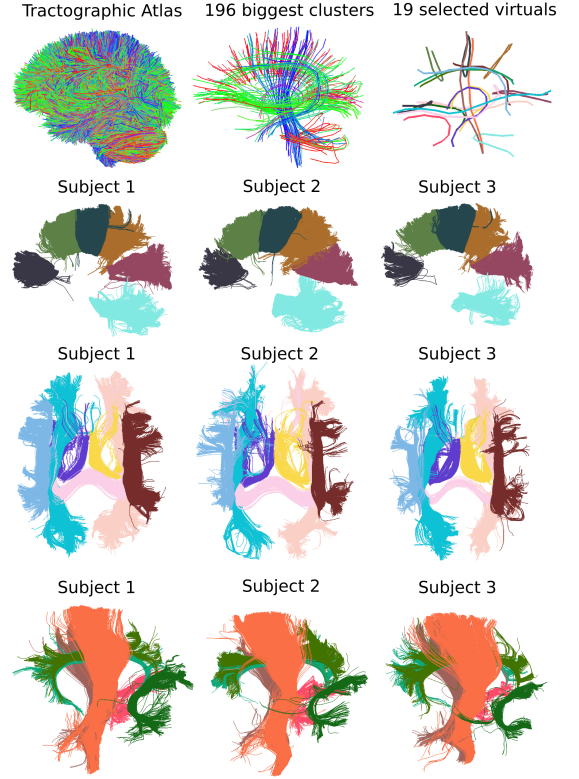 Tractographic Atlas
196 biggest clusters
19 selected virtuals
Subject 1
Subject 2
Subject 3
Subject 1
Subject 2
Subject 3
Subject 1
Subject 2
Subject 3